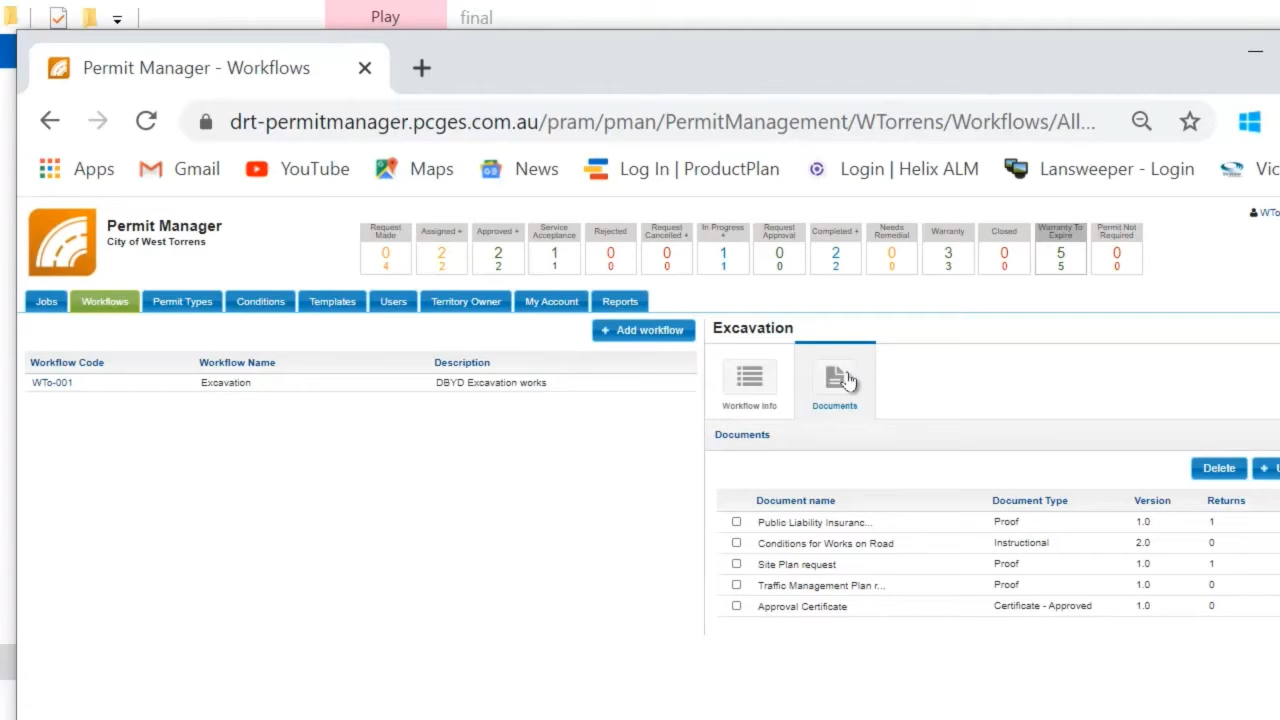 Play final
Permit Manager - Workflows
drt-permitmanager.pcges.com.au/pram/pman/PermitManagement/WTorrens/Workflows/All...
Apps Gmail YouTube Maps News Log In | ProductPlan Login | Helix ALM Lansweeper - Login Vic
Permit Manager
City of West Torrens
WTo
Request Made 0 4
Assigned + 2 2
Approved + 2 2
Service Acceptance 1 1
Rejected 0 0
Request Cancelled + 0 0
In Progress + 1 1
Request Approval 0 0
Completed + 2 2
Needs Remedial 0 0
Warranty 3 3
Closed 0 0
Warranty To Expire 5 5
Permit Not Required 0 0
Jobs Workflows Permit Types Conditions Templates Users Territory Owner My Account Reports
+ Add workflow
Workflow Code Workflow Name Description
WTo-001 Excavation DBYD Excavation works
Excavation
Workflow Info Documents
Documents
Delete + U
Document name Document Type Version Returns
Public Liability Insuranc... Proof 1.0 1
Conditions for Works on Road Instructional 2.0 0
Site Plan request Proof 1.0 1
Traffic Management Plan r... Proof 1.0 0
Approval Certificate Certificate - Approved 1.0 0